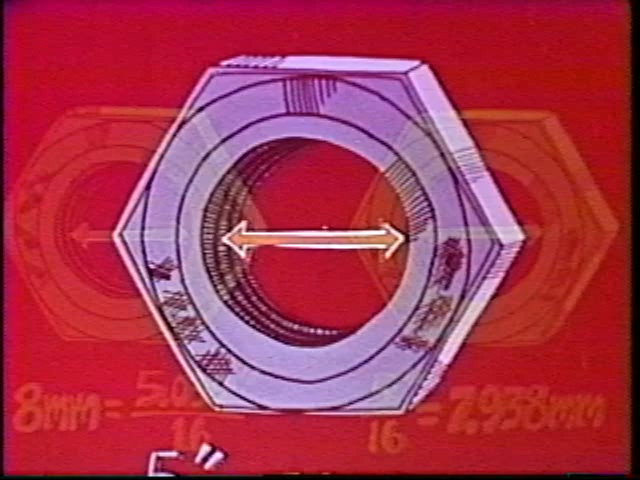 8mm = 5.0
16
16 = 7.938mm
5"